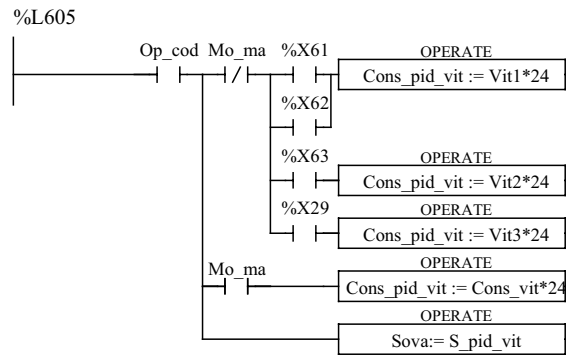 %L605
Op_cod Mo_ma %X61 OPERATE
Cons_pid_vit := Vit1*24
%X62
%X63 OPERATE
Cons_pid_vit := Vit2*24
%X29 OPERATE
Cons_pid_vit := Vit3*24
Mo_ma OPERATE
Cons_pid_vit := Cons_vit*24
OPERATE
Sova:= S_pid_vit